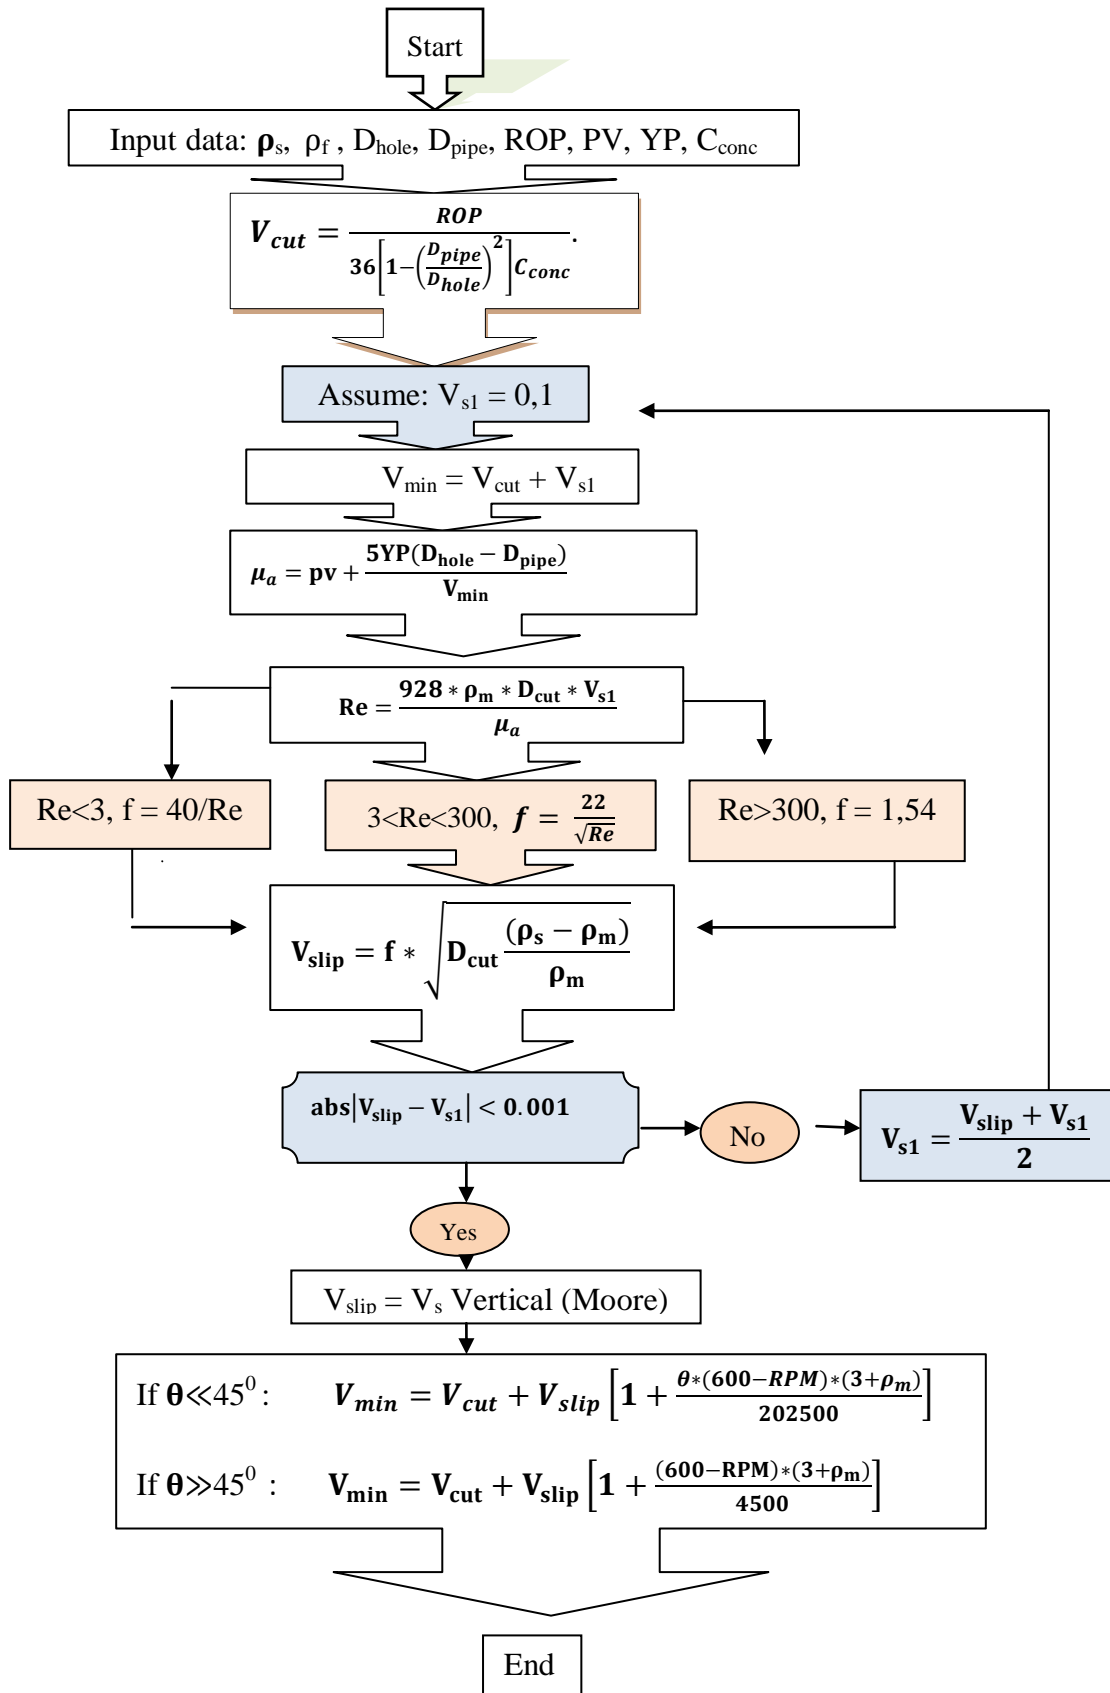 Start
Input data: ρs, ρf , Dhole, Dpipe, ROP, PV, YP, Cconc
Vcut = ROP / 36[1−(Dpipe/Dhole)^2]Cconc.
Assume: Vs1 = 0,1
Vmin = Vcut + Vs1
μa = pv + 5YP(Dhole − Dpipe) / Vmin
Re = 928 * ρm * Dcut * Vs1 / μa
Re<3, f = 40/Re
3<Re<300, f = 22/√Re
Re>300, f = 1,54
Vslip = f * √(Dcut (ρs − ρm)/ρm)
abs|Vslip − Vs1| < 0.001
No
Vs1 = Vslip + Vs1 / 2
Yes
Vslip = Vs Vertical (Moore)
If θ≪45^0 : Vmin = Vcut + Vslip [1 + θ*(600−RPM)*(3+ρm) / 202500]
If θ≫45^0 : Vmin = Vcut + Vslip [1 + (600−RPM)*(3+ρm) / 4500]
End